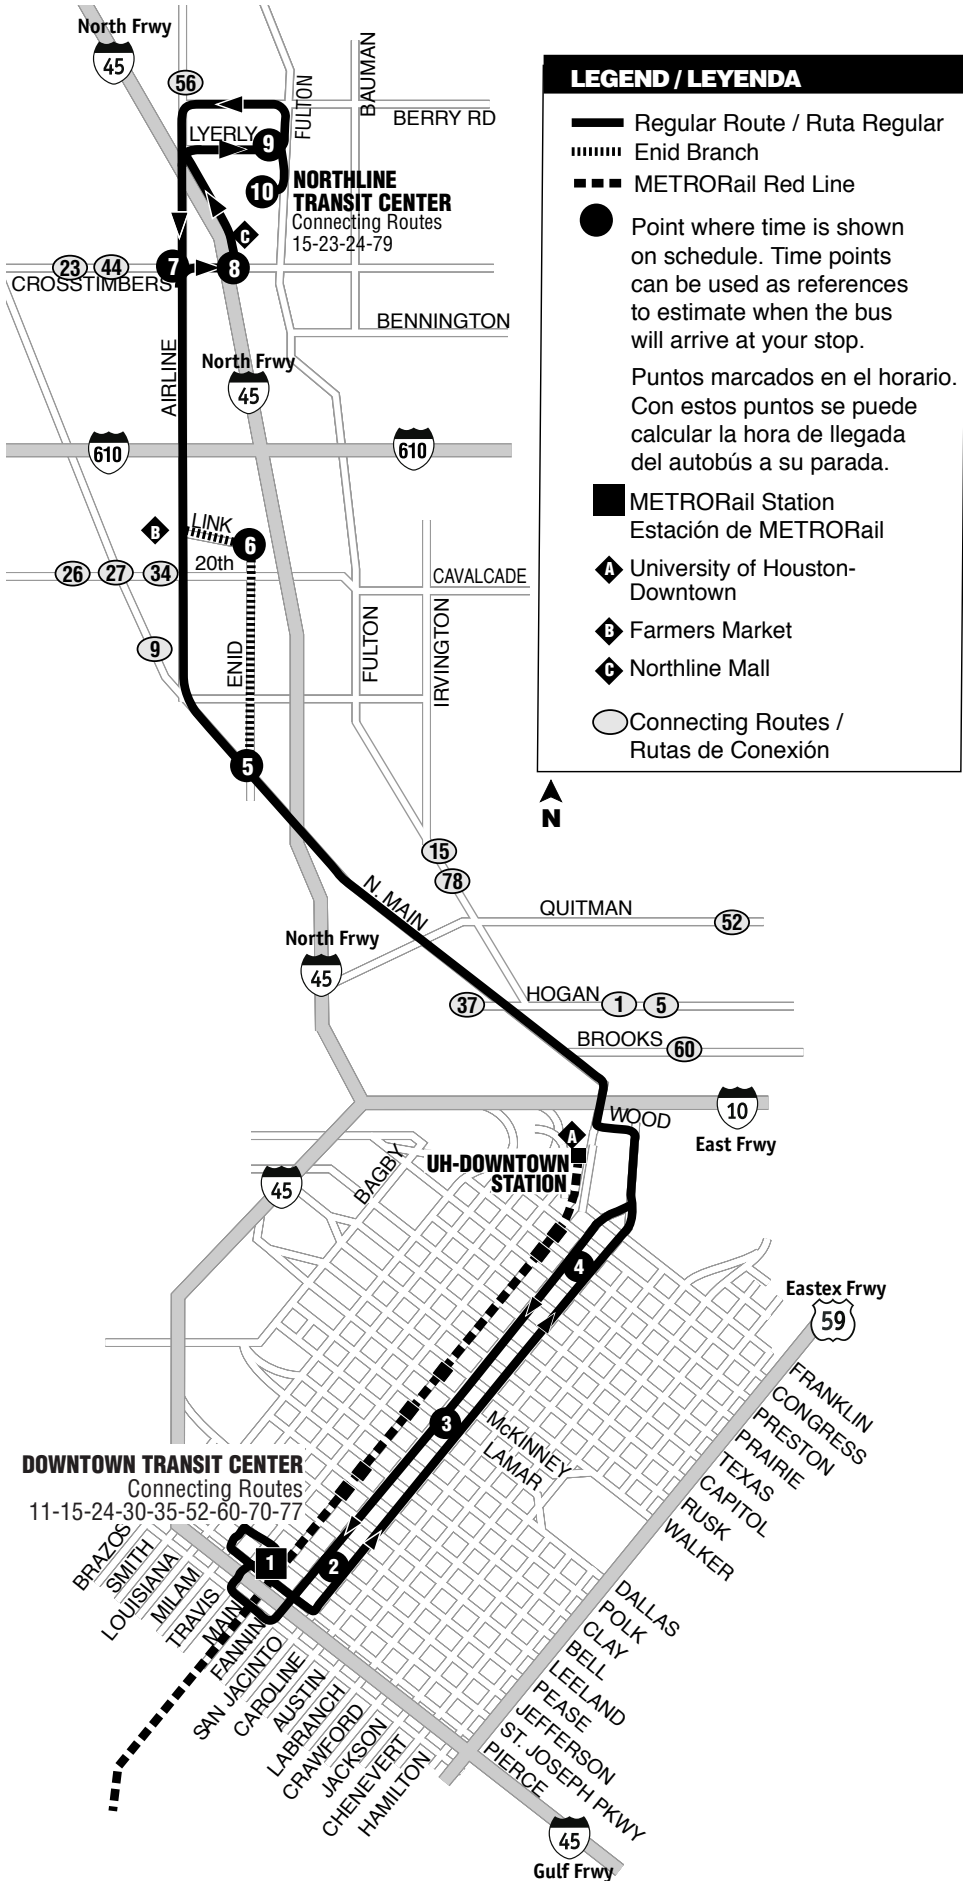 North Frwy
45
56
FULTON
BAUMAN
BERRY RD
LYERLY
9
10
NORTHLINE
TRANSIT CENTER
Connecting Routes
15-23-24-79
C
23
44
7
8
CROSSTIMBERS
BENNINGTON
AIRLINE
North Frwy
45
610
610
LINK
B
6
20th
26
27
34
CAVALCADE
9
ENID
FULTON
IRVINGTON
5
15
78
N. MAIN
QUITMAN
52
North Frwy
45
37
HOGAN
1
5
BROOKS
60
WOOD
10
East Frwy
A
BAGBY
UH-DOWNTOWN
STATION
45
4
Eastex Frwy
59
3
McKINNEY
LAMAR
FRANKLIN
CONGRESS
PRESTON
PRAIRIE
TEXAS
CAPITOL
RUSK
WALKER
DOWNTOWN TRANSIT CENTER
Connecting Routes
11-15-24-30-35-52-60-70-77
1
2
BRAZOS
SMITH
LOUISIANA
MILAM
TRAVIS
MAIN
FANNIN
SAN JACINTO
CAROLINE
AUSTIN
LABRANCH
CRAWFORD
JACKSON
CHENEVERT
HAMILTON
DALLAS
POLK
CLAY
BELL
LEELAND
PEASE
JEFFERSON
ST. JOSEPH PKWY
PIERCE
45
Gulf Frwy
LEGEND / LEYENDA
Regular Route / Ruta Regular
Enid Branch
METRORail Red Line
Point where time is shown
on schedule. Time points
can be used as references
to estimate when the bus
will arrive at your stop.
Puntos marcados en el horario.
Con estos puntos se puede
calcular la hora de llegada
del autobús a su parada.
METRORail Station
Estación de METRORail
A University of Houston-
Downtown
B Farmers Market
C Northline Mall
Connecting Routes /
Rutas de Conexión
N